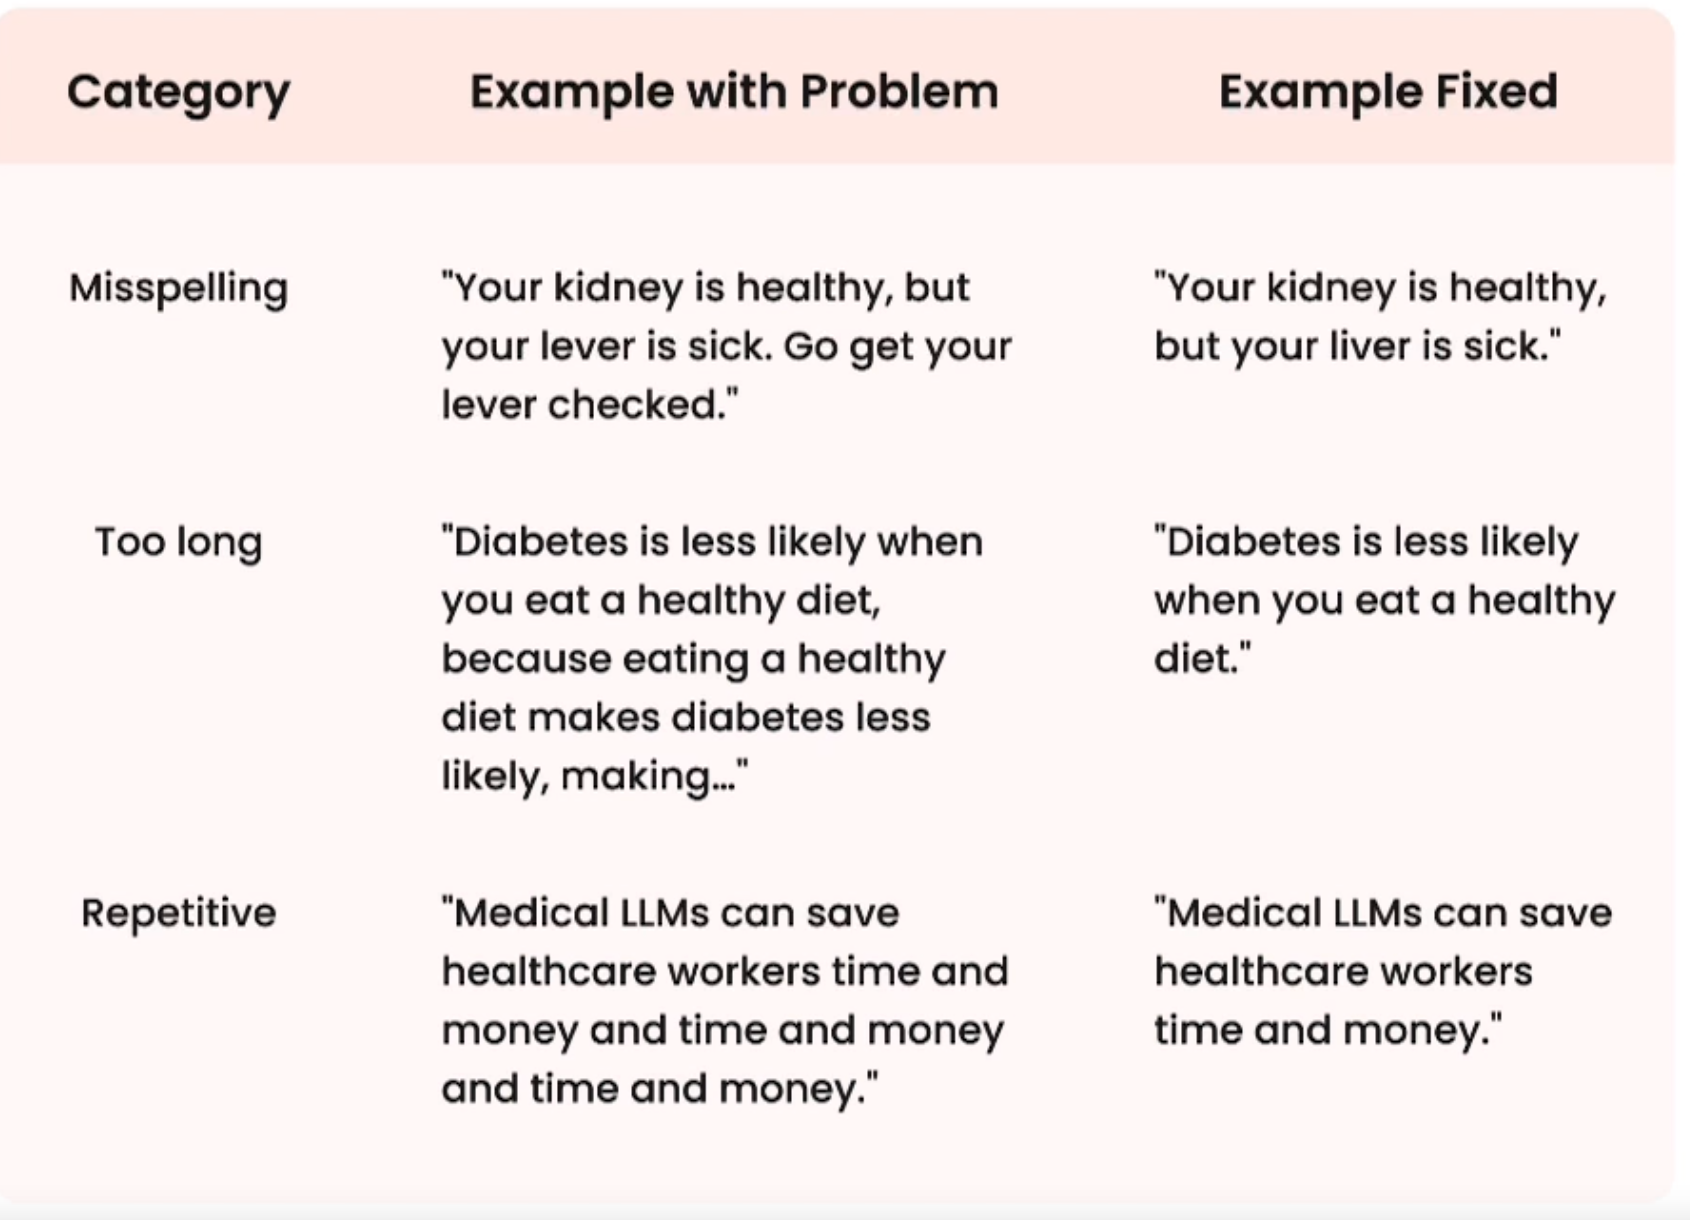 Category Example with Problem Example Fixed
Misspelling
"Your kidney is healthy, but
your lever is sick. Go get your
lever checked."
"Your kidney is healthy,
but your liver is sick."
Too long
"Diabetes is less likely when
you eat a healthy diet,
because eating a healthy
diet makes diabetes less
likely, making..."
"Diabetes is less likely
when you eat a healthy
diet."
Repetitive
"Medical LLMs can save
healthcare workers time and
money and time and money
and time and money."
"Medical LLMs can save
healthcare workers
time and money."